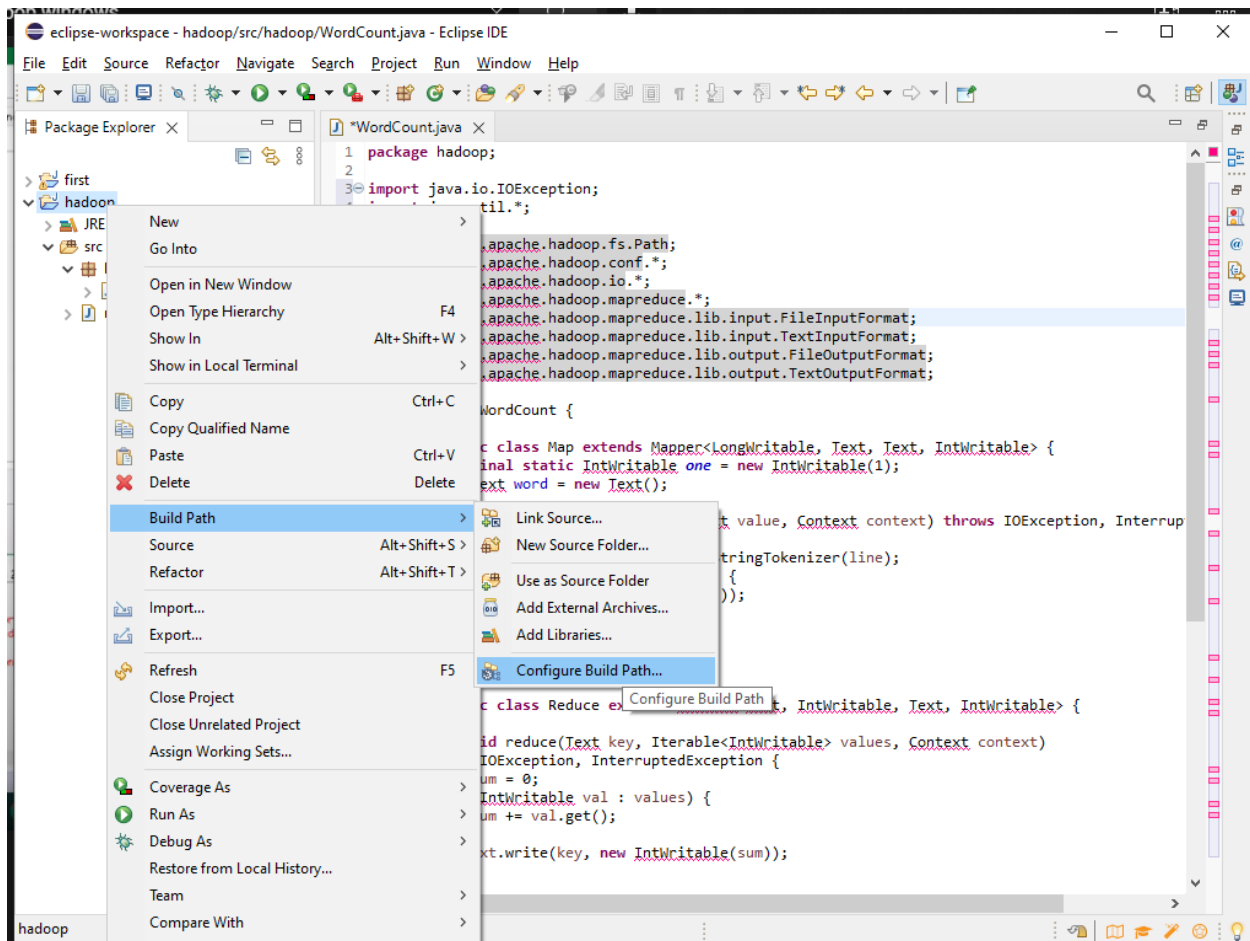 eclipse-workspace - hadoop/src/hadoop/WordCount.java - Eclipse IDE
File Edit Source Refactor Navigate Search Project Run Window Help
Package Explorer
*WordCount.java
first
hadoop
JRE
src
New
Go Into
Open in New Window
Open Type Hierarchy F4
Show In Alt+Shift+W
Show in Local Terminal
Copy Ctrl+C
Copy Qualified Name
Paste Ctrl+V
Delete Delete
Build Path
Source Alt+Shift+S
Refactor Alt+Shift+T
Import...
Export...
Refresh F5
Close Project
Close Unrelated Project
Assign Working Sets...
Coverage As
Run As
Debug As
Restore from Local History...
Team
Compare With
Link Source...
New Source Folder...
Use as Source Folder
Add External Archives...
Add Libraries...
Configure Build Path...
Configure Build Path
1 package hadoop;
2
3 import java.io.IOException;
til.*;
.apache.hadoop.fs.Path;
.apache.hadoop.conf.*;
.apache.hadoop.io.*;
.apache.hadoop.mapreduce.*;
.apache.hadoop.mapreduce.lib.input.FileInputFormat;
.apache.hadoop.mapreduce.lib.input.TextInputFormat;
.apache.hadoop.mapreduce.lib.output.FileOutputFormat;
.apache.hadoop.mapreduce.lib.output.TextOutputFormat;
WordCount {
c class Map extends Mapper<LongWritable, Text, Text, IntWritable> {
inal static IntWritable one = new IntWritable(1);
ext word = new Text();
t value, Context context) throws IOException, Interrup
tringTokenizer(line);
{
));
c class Reduce ex t, IntWritable, Text, IntWritable> {
id reduce(Text key, Iterable<IntWritable> values, Context context)
IOException, InterruptedException {
um = 0;
IntWritable val : values) {
um += val.get();
xt.write(key, new IntWritable(sum));
hadoop